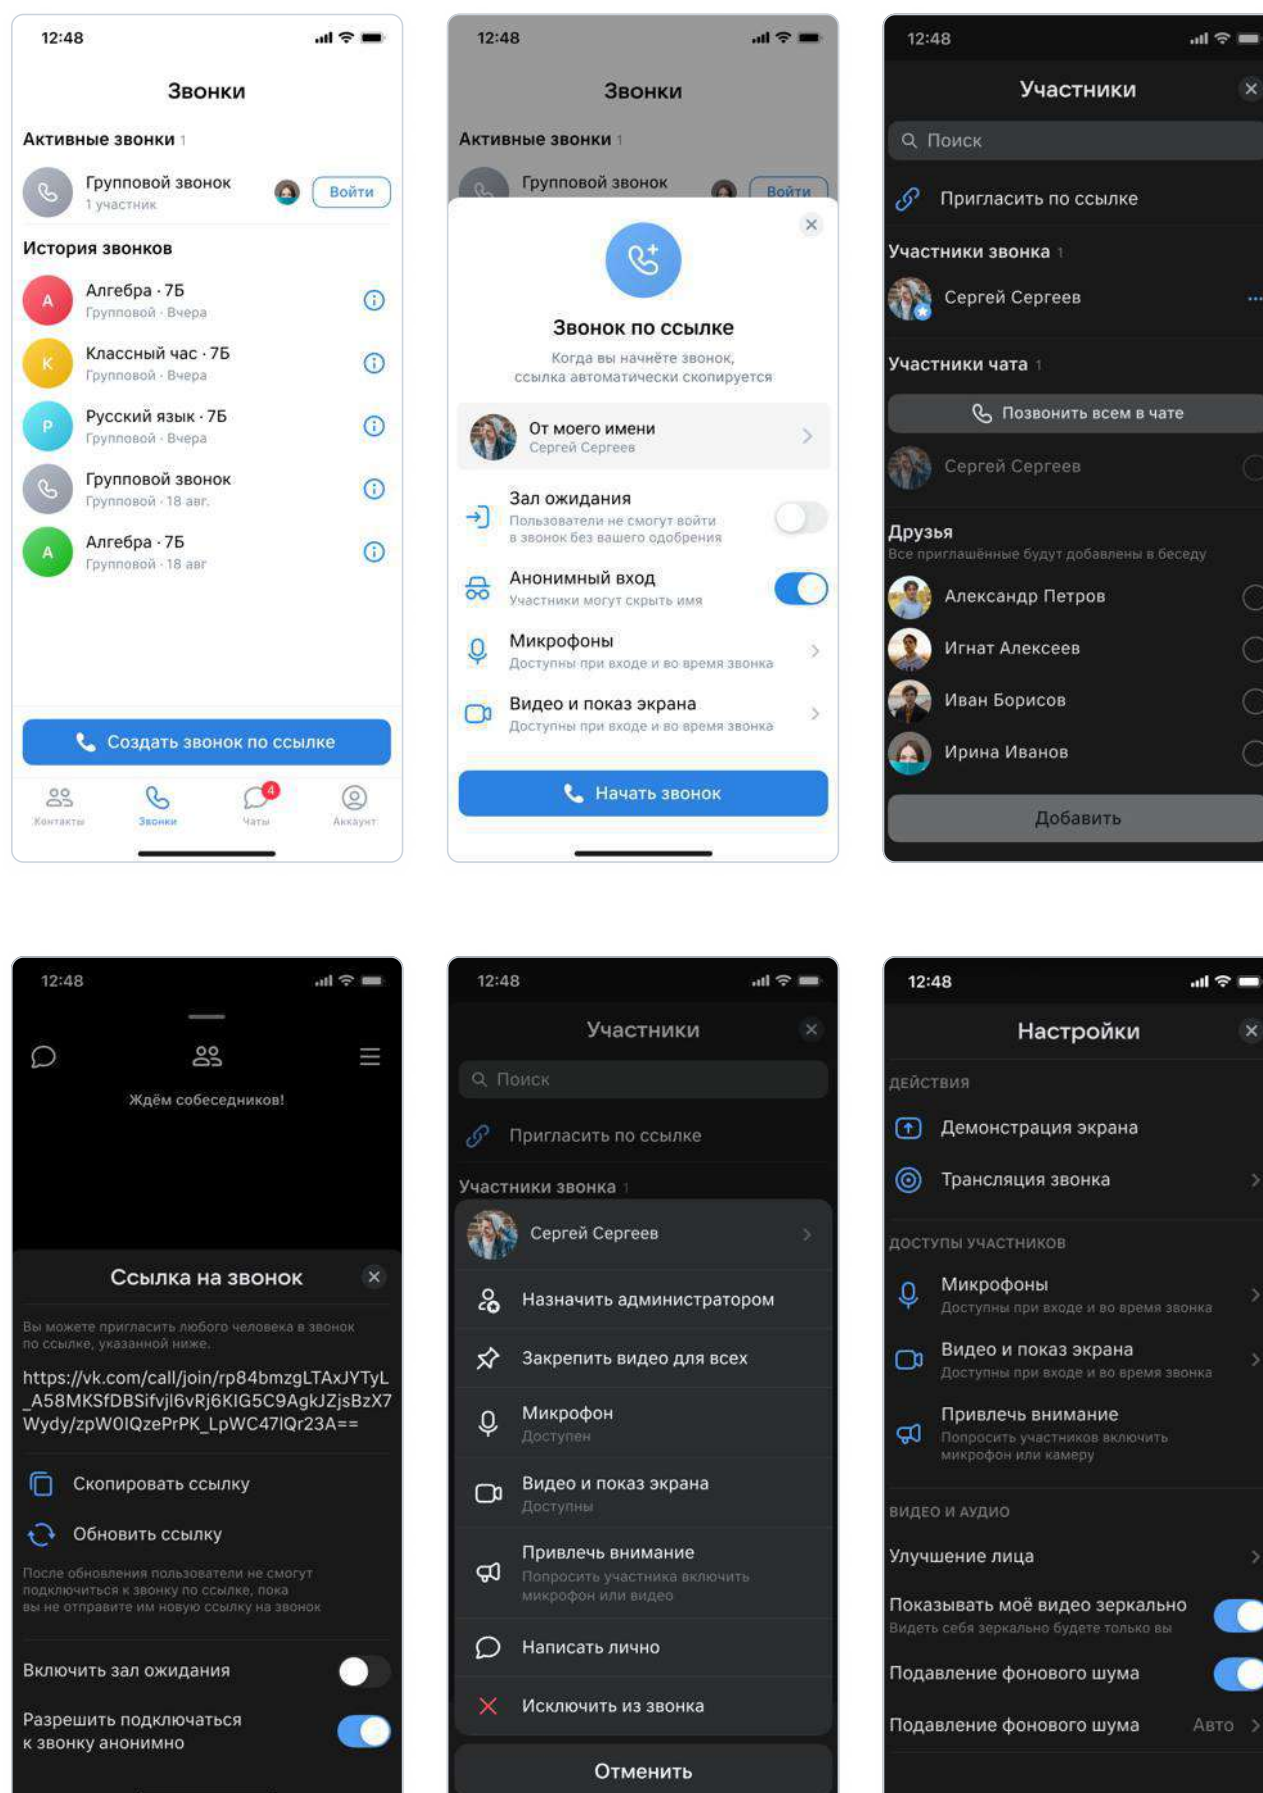 12:48
Звонки
Активные звонки 1
Групповой звонок
1 участник
Войти
История звонков
А
Алгебра · 7Б
Групповой · Вчера
К
Классный час · 7Б
Групповой · Вчера
Р
Русский язык · 7Б
Групповой · Вчера
Групповой звонок
Групповой · 18 авг.
А
Алгебра · 7Б
Групповой · 18 авг
Создать звонок по ссылке
4
Контакты
Звонки
Чаты
Аккаунт
12:48
Звонки
Активные звонки 1
Групповой звонок
Войти
Звонок по ссылке
Когда вы начнёте звонок,
ссылка автоматически скопируется
От моего имени
Сергей Сергеев
Зал ожидания
Пользователи не смогут войти
в звонок без вашего одобрения
Анонимный вход
Участники могут скрыть имя
Микрофоны
Доступны при входе и во время звонка
Видео и показ экрана
Доступны при входе и во время звонка
Начать звонок
12:48
Участники
Поиск
Пригласить по ссылке
Участники звонка 1
Сергей Сергеев
Участники чата 1
Позвонить всем в чате
Сергей Сергеев
Друзья
Все приглашённые будут добавлены в беседу
Александр Петров
Игнат Алексеев
Иван Борисов
Ирина Иванов
Добавить
12:48
Ждём собеседников!
Ссылка на звонок
Вы можете пригласить любого человека в звонок
по ссылке, указанной ниже.
https://vk.com/call/join/rp84bmzgLTAxJYTyL
_A58MKSfDBSifvjl6vRj6KIG5C9AgkJZjsBzX7
Wydy/zpW0IQzePrPK_LpWC47lQr23A==
Скопировать ссылку
Обновить ссылку
После обновления пользователи не смогут
подключиться к звонку по ссылке, пока
вы не отправите им новую ссылку на звонок
Включить зал ожидания
Разрешить подключаться
к звонку анонимно
12:48
Участники
Поиск
Пригласить по ссылке
Участники звонка 1
Сергей Сергеев
Назначить администратором
Закрепить видео для всех
Микрофон
Доступен
Видео и показ экрана
Доступны
Привлечь внимание
Попросить участника включить
микрофон или видео
Написать лично
Исключить из звонка
Отменить
12:48
Настройки
ДЕЙСТВИЯ
Демонстрация экрана
Трансляция звонка
ДОСТУПЫ УЧАСТНИКОВ
Микрофоны
Доступны при входе и во время звонка
Видео и показ экрана
Доступны при входе и во время звонка
Привлечь внимание
Попросить участников включить
микрофон или камеру
ВИДЕО И АУДИО
Улучшение лица
Показывать моё видео зеркально
Видеть себя зеркально будете только вы
Подавление фонового шума
Подавление фонового шума Авто